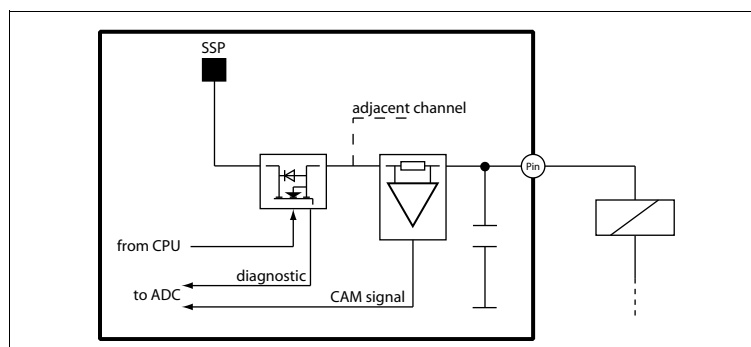 SSP
adjacent channel
Pin
from CPU
diagnostic
to ADC
CAM signal